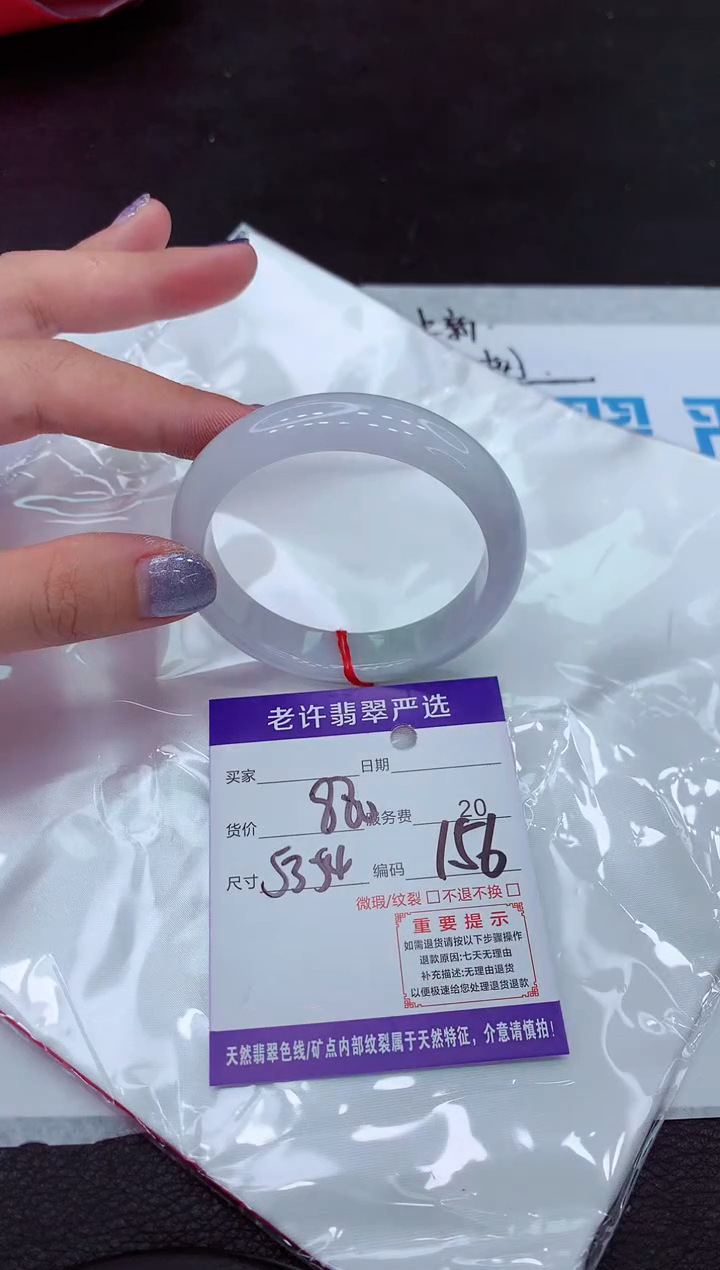 上新
老许翡翠严选
买家 日期
货价 服务费 20
尺寸 53 54 编码 156
微瑕/纹裂 □ 不退不换 □
重要提示
如需退货请按以下步骤操作
退款原因:七天无理由
补充描述:无理由退货
以便极速给您处理退货退款
天然翡翠色线/矿点内部纹裂属于天然特征，介意请慎拍!